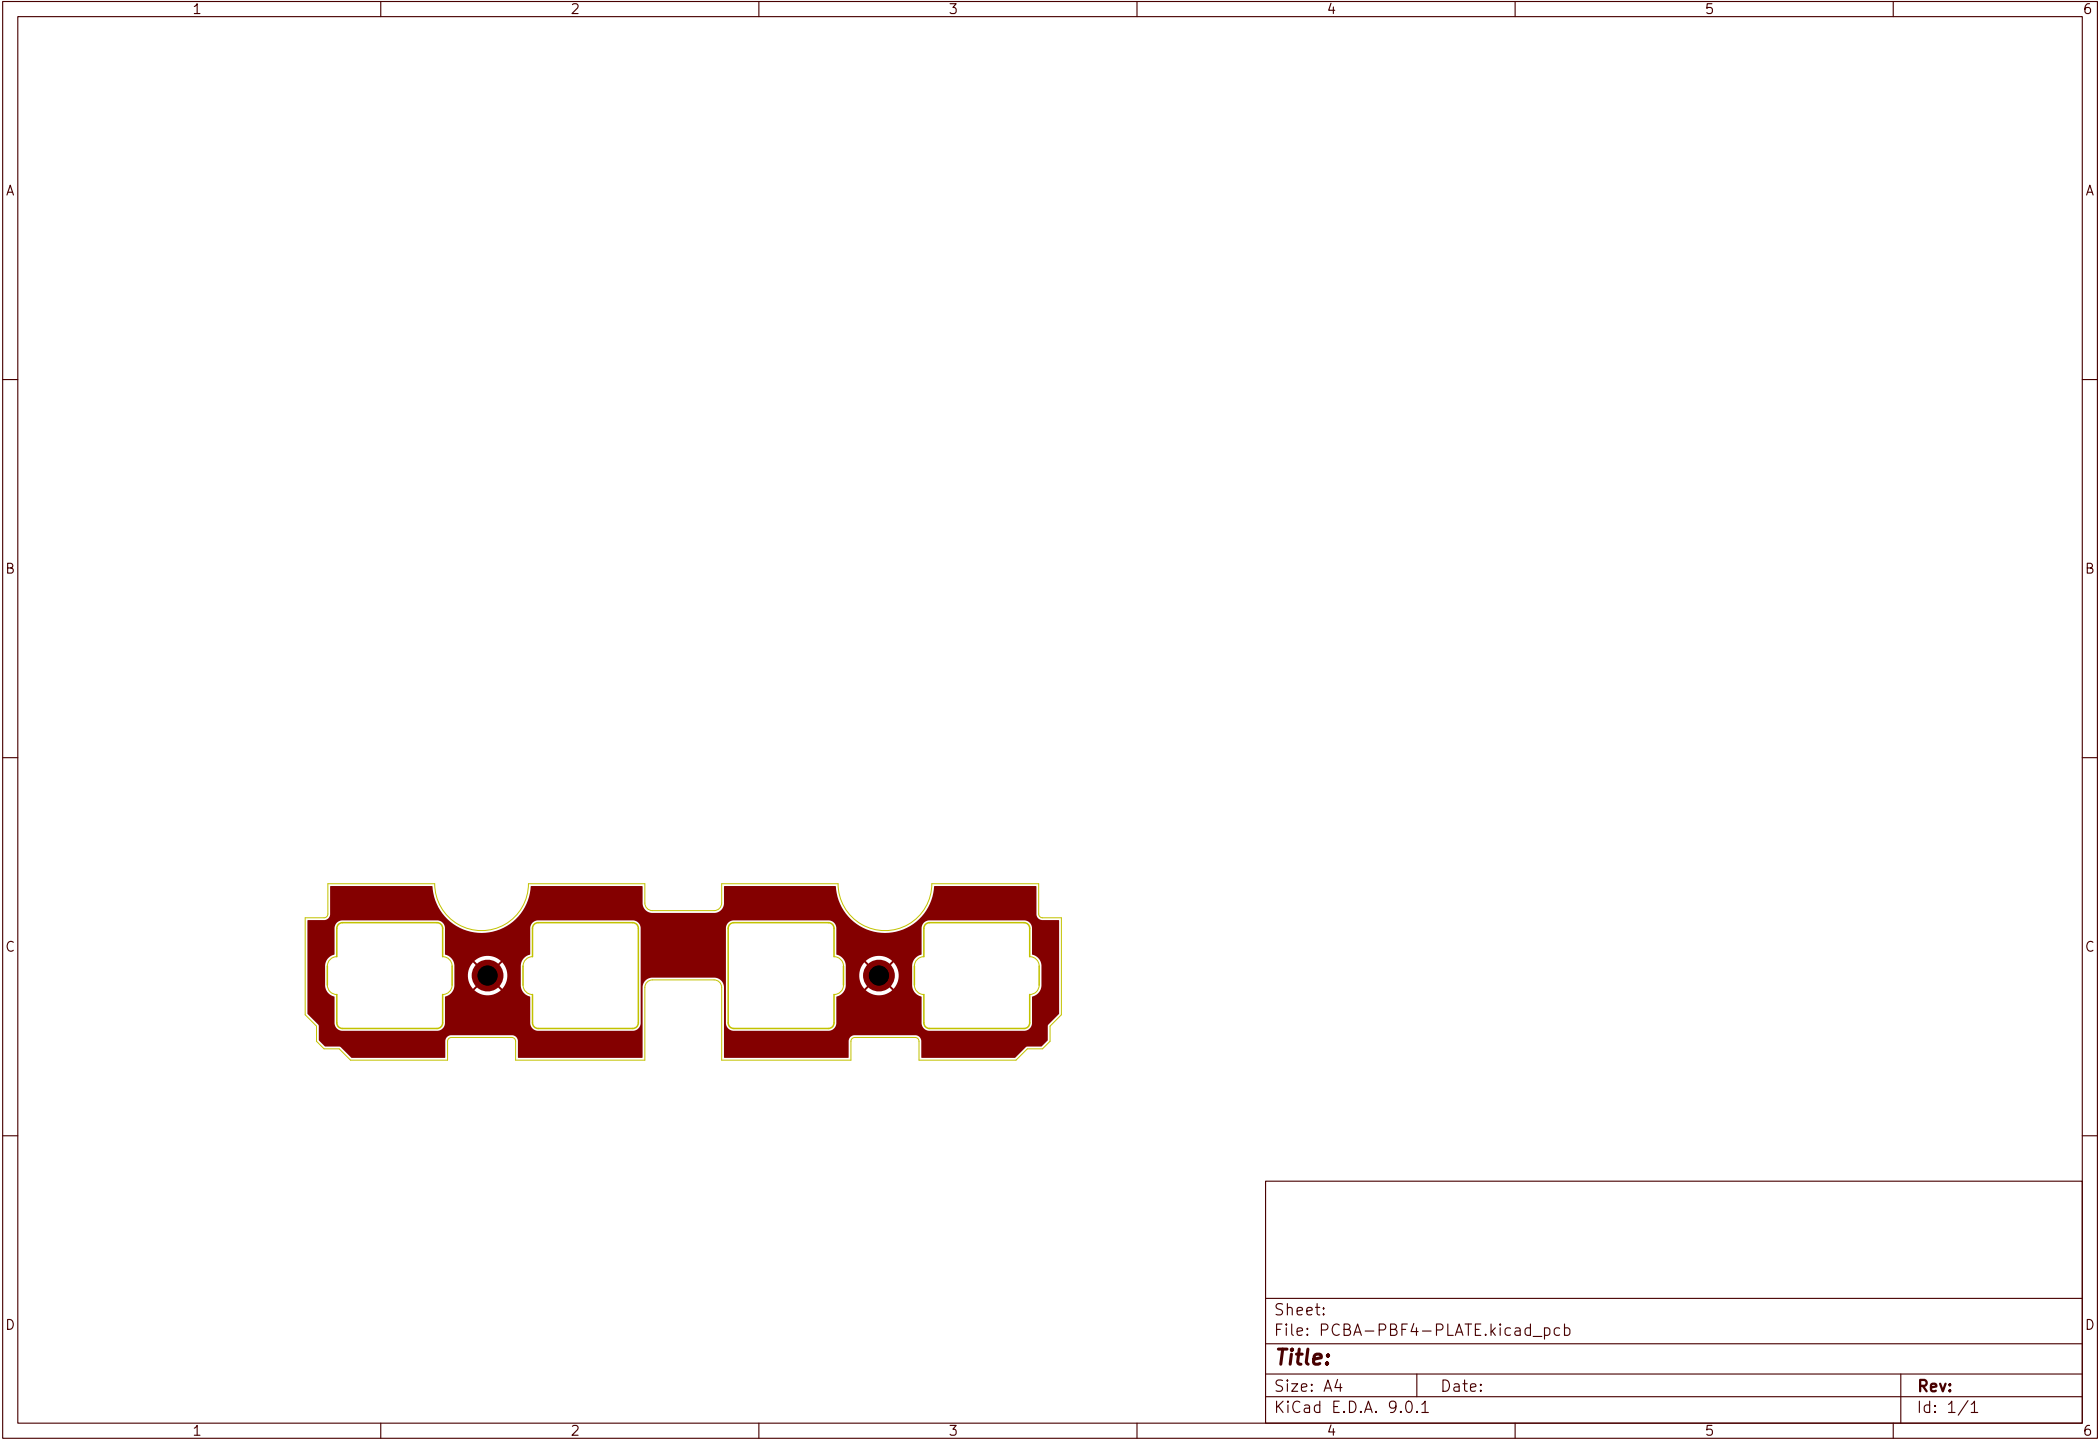 1 2 3 4 5 6
A A
B B
C C
D D
Sheet:
File: PCBA-PBF4-PLATE.kicad_pcb
Title:
Size: A4 Date: Rev:
KiCad E.D.A. 9.0.1 Id: 1/1
1 2 3 4 5 6